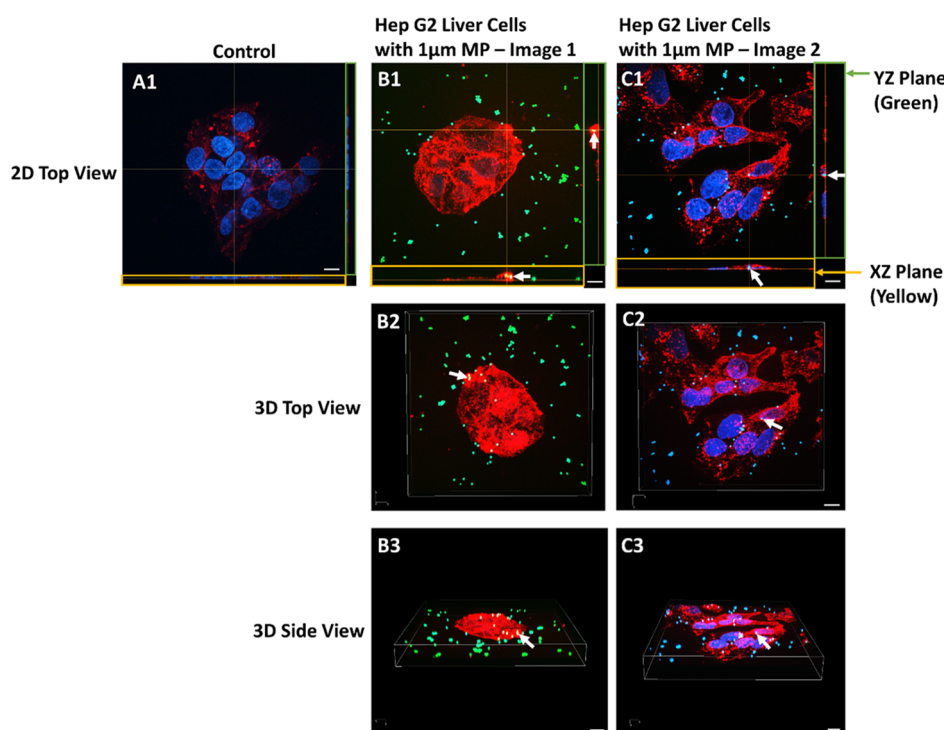 Control
Hep G2 Liver Cells
with 1μm MP – Image 1
Hep G2 Liver Cells
with 1μm MP – Image 2
2D Top View
A1
B1
C1
YZ Plane
(Green)
XZ Plane
(Yellow)
3D Top View
B2
C2
3D Side View
B3
C3